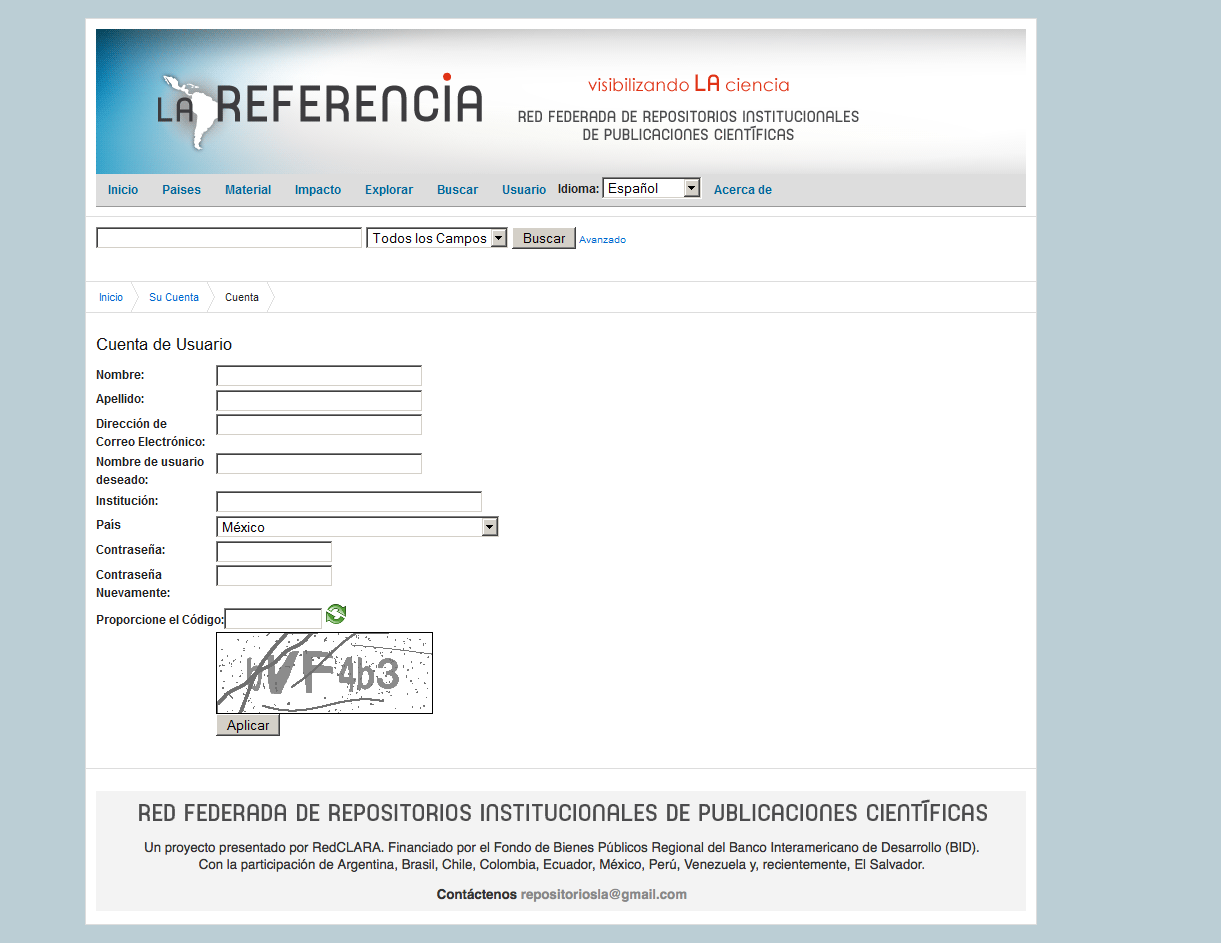 LA REFERENCIA
visibilizando LA ciencia
RED FEDERADA DE REPOSITORIOS INSTITUCIONALES
DE PUBLICACIONES CIENTÍFICAS
Inicio Paises Material Impacto Explorar Buscar Usuario Idioma: Español Acerca de
Todos los Campos Buscar Avanzado
Inicio Su Cuenta Cuenta
Cuenta de Usuario
Nombre:
Apellido:
Dirección de
Correo Electrónico:
Nombre de usuario
deseado:
Institución:
País México
Contraseña:
Contraseña
Nuevamente:
Proporcione el Código:
Aplicar
RED FEDERADA DE REPOSITORIOS INSTITUCIONALES DE PUBLICACIONES CIENTÍFICAS
Un proyecto presentado por RedCLARA. Financiado por el Fondo de Bienes Públicos Regional del Banco Interamericano de Desarrollo (BID).
Con la participación de Argentina, Brasil, Chile, Colombia, Ecuador, México, Perú, Venezuela y, recientemente, El Salvador.
Contáctenos repositoriosla@gmail.com